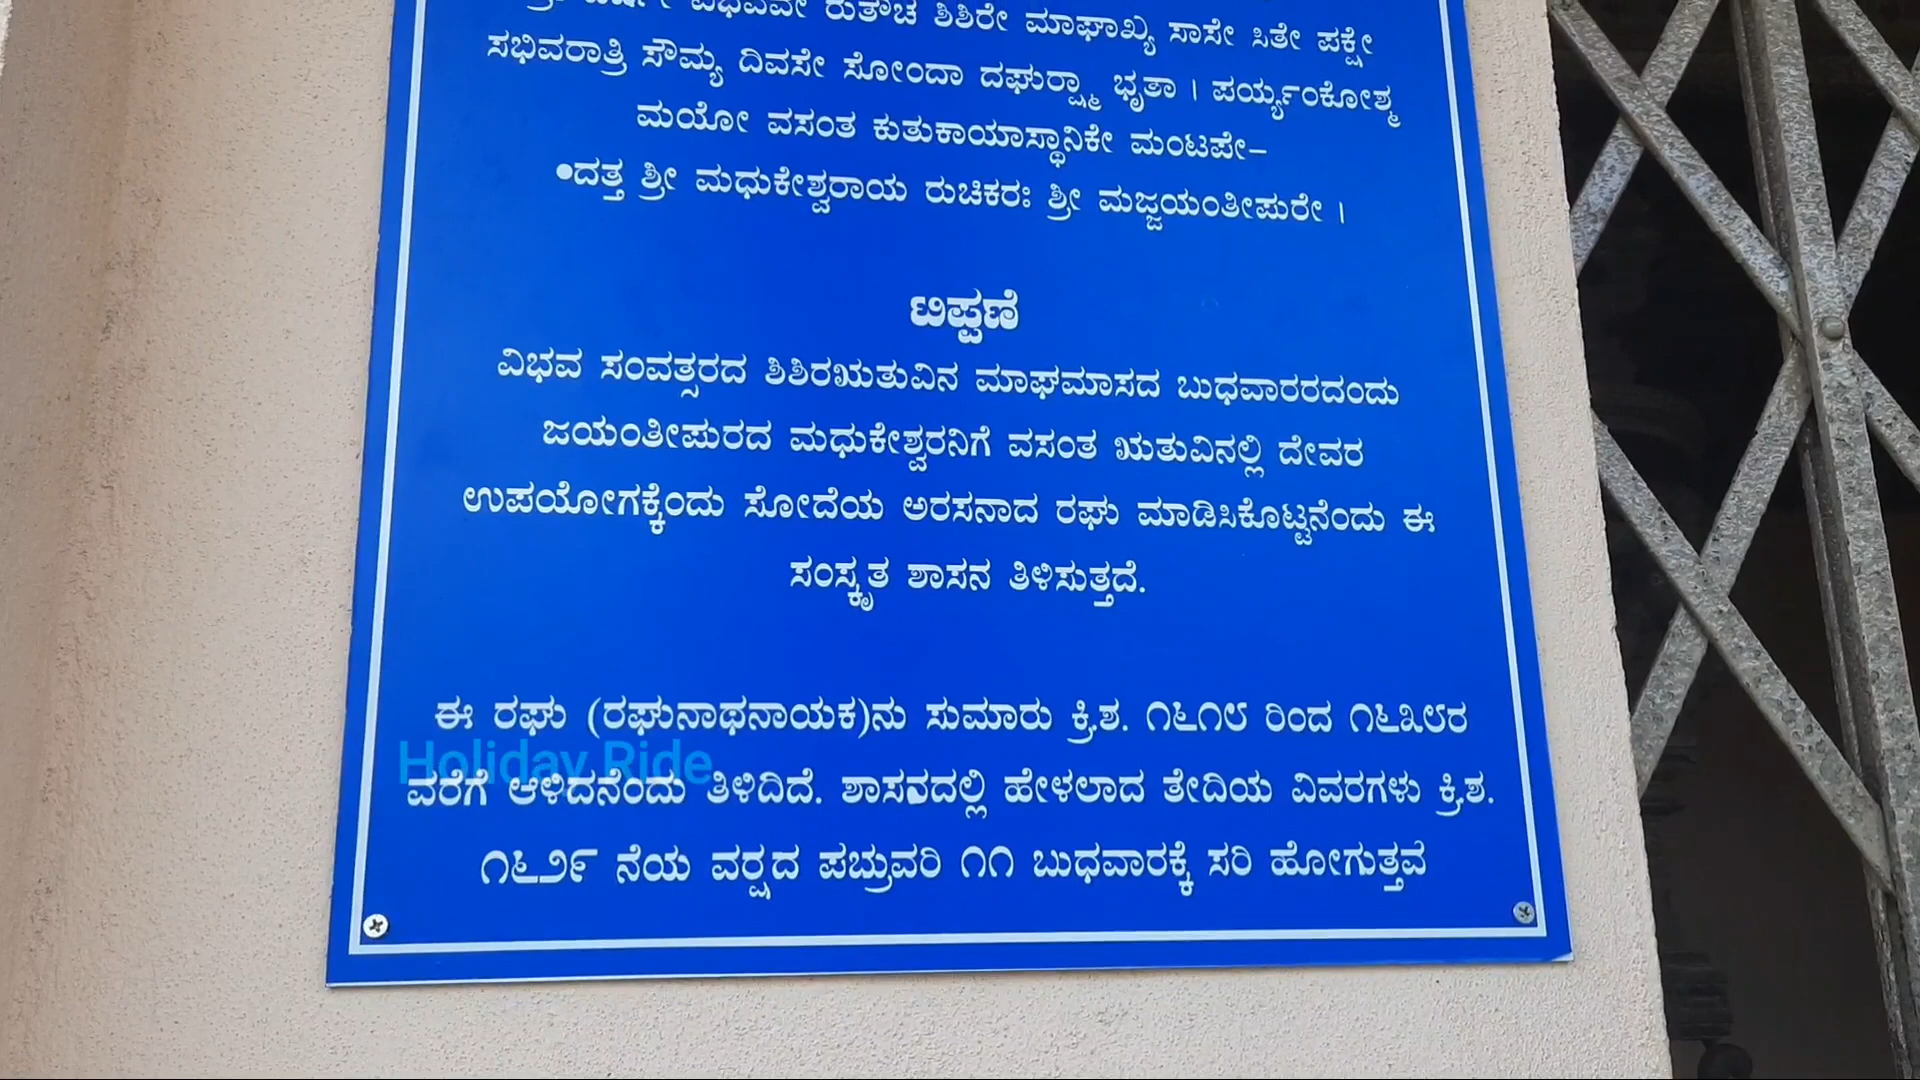 ವಿಭವವೇ ರುತೌಚ ಶಿಶಿರೇ ಮಾಘಾಖ್ಯ ಸಾಸೇ ಸಿತೇ ಪಕ್ಷೇ
ಸಭಿವರಾತ್ರಿ ಸೌಮ್ಯ ದಿವಸೇ ಸೋಂದಾ ದಘುರ್ಷ್ಮಾ ಭೃತಾ । ಪರ್ಯ್ಯಂಕೋಶ್ಮ
ಮಯೋ ವಸಂತ ಕುತುಕಾಯಾಸ್ಥಾನಿಕೇ ಮಂಟಪೇ–
•ದತ್ತ ಶ್ರೀ ಮಧುಕೇಶ್ವರಾಯ ರುಚಿಕರಃ ಶ್ರೀ ಮಜ್ಜಯಂತೀಪುರೇ ।
ಟಿಪ್ಪಣಿ
ವಿಭವ ಸಂವತ್ಸರದ ಶಿಶಿರಋತುವಿನ ಮಾಘಮಾಸದ ಬುಧವಾರರದಂದು
ಜಯಂತೀಪುರದ ಮಧುಕೇಶ್ವರನಿಗೆ ವಸಂತ ಋತುವಿನಲ್ಲಿ ದೇವರ
ಉಪಯೋಗಕ್ಕೆಂದು ಸೋದೆಯ ಅರಸನಾದ ರಘು ಮಾಡಿಸಿಕೊಟ್ಟನೆಂದು ಈ
ಸಂಸ್ಕೃತ ಶಾಸನ ತಿಳಿಸುತ್ತದೆ.
ಈ ರಘು (ರಘುನಾಥನಾಯಕ)ನು ಸುಮಾರು ಕ್ರಿ.ಶ. ೧೬೧೮ ರಿಂದ ೧೬೩೮ರ
Holiday Ride
ವರೆಗೆ ಆಳಿದನೆಂದು ತಿಳಿದಿದೆ. ಶಾಸನದಲ್ಲಿ ಹೇಳಲಾದ ತೇದಿಯ ವಿವರಗಳು ಕ್ರಿ.ಶ.
೧೬೨೯ ನೆಯ ವರ್ಷದ ಪಬ್ರುವರಿ ೧೧ ಬುಧವಾರಕ್ಕೆ ಸರಿ ಹೋಗುತ್ತವೆ